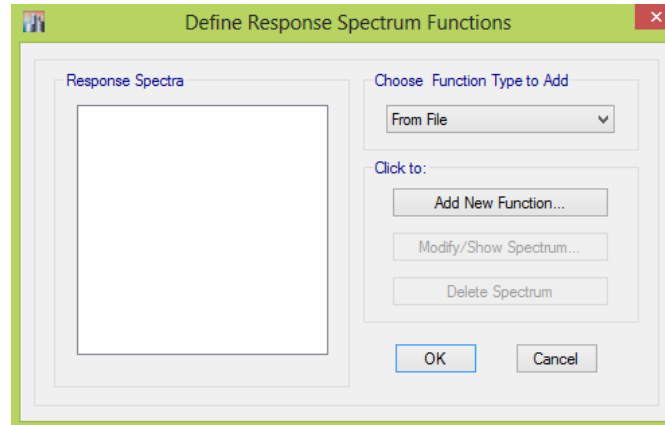 Define Response Spectrum Functions
Response Spectra
Choose Function Type to Add
From File
Click to:
Add New Function...
Modify/Show Spectrum...
Delete Spectrum
OK
Cancel